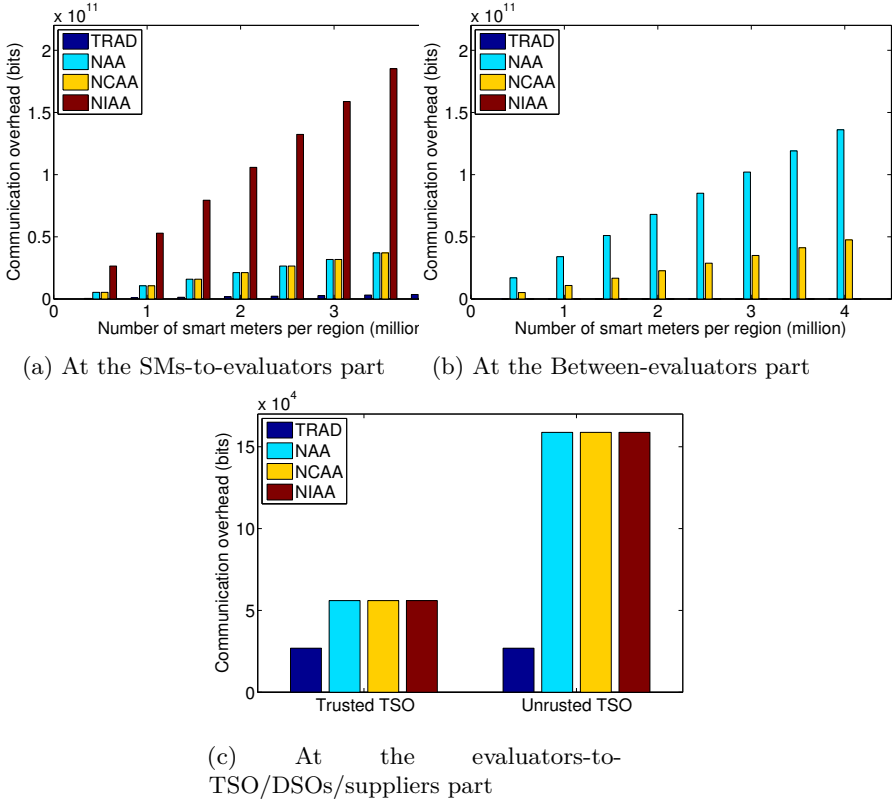 x 10^11
2
1.5
1
0.5
0
Communication overhead (bits)
TRAD
NAA
NCAA
NIAA
0 1 2 3
Number of smart meters per region (million
(a) At the SMs-to-evaluators part
x 10^11
2
1.5
1
0.5
0
Communication overhead (bits)
TRAD
NAA
NCAA
NIAA
0 1 2 3 4
Number of smart meters per region (million)
(b) At the Between-evaluators part
x 10^4
15
10
5
0
Communication overhead (bits)
TRAD
NAA
NCAA
NIAA
Trusted TSO Unrusted TSO
(c) At the evaluators-to-
TSO/DSOs/suppliers part